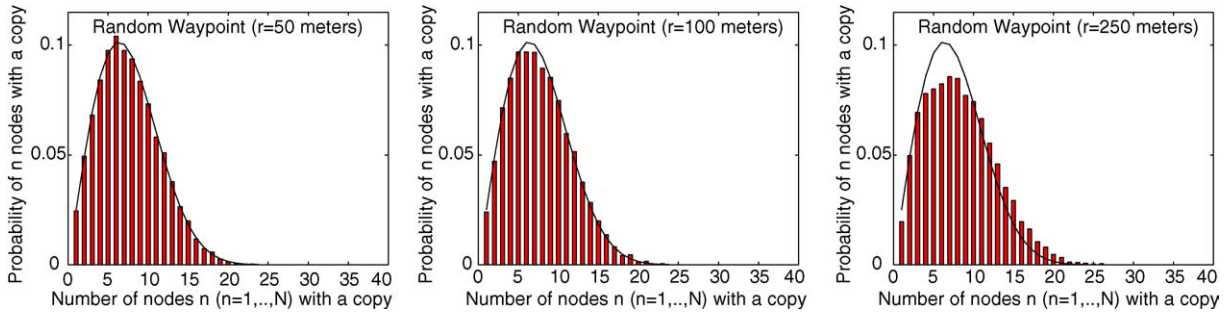 Random Waypoint (r=50 meters)
Probability of n nodes with a copy
0.1
0.05
0
0 5 10 15 20 25 30 35 40
Number of nodes n (n=1,..,N) with a copy
Random Waypoint (r=100 meters)
Probability of n nodes with a copy
0.1
0.05
0
0 5 10 15 20 25 30 35 40
Number of nodes n (n=1,..,N) with a copy
Random Waypoint (r=250 meters)
Probability of n nodes with a copy
0.1
0.05
0
0 5 10 15 20 25 30 35 40
Number of nodes n (n=1,..,N) with a copy